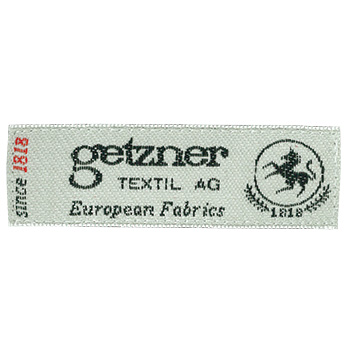 since 1818
getzner
TEXTIL AG
European Fabrics
1818